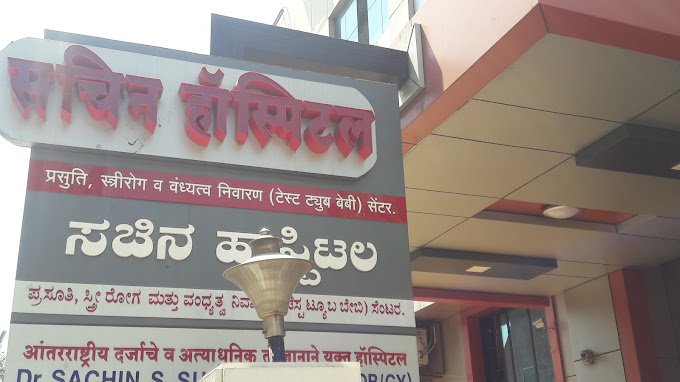 सचिन हॉस्पिटल
प्रसुति, स्त्रीरोग व वंध्यत्व निवारण (टेस्ट ट्युब बेबी) सेंटर.
ಸಚಿನ ಹಾಸ್ಪಿಟಲ
ಪ್ರಸೂತಿ, ಸ್ತ್ರೀ ರೋಗ ಮತ್ತು ವಂಧ್ಯತ್ವ ಟ್ಯೂಬ ಬೇಬಿ) ಸೆಂಟರ.
आंतरराष्ट्रीय दर्जाचे व अत्याधुनिक युक्त हॉस्पिटल
Dr SACHIN S.